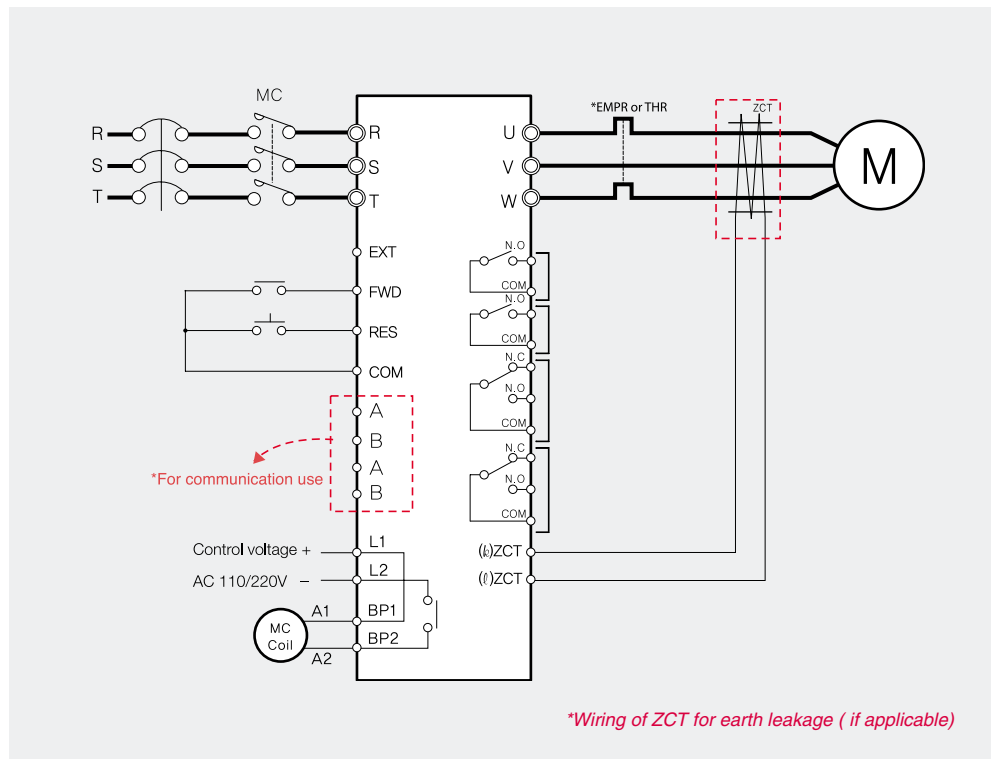 MC
*EMPR or THR
ZCT
R
R
U
S
S
V
M
T
T
W
EXT
N.O
FWD
COM
N.O
RES
COM
COM
N.C
N.O
COM
A
B
A
B
*For communication use
N.C
N.O
COM
Control voltage +
L1
(k)ZCT
AC 110/220V –
L2
(ℓ)ZCT
A1
BP1
MC
Coil
BP2
A2
*Wiring of ZCT for earth leakage ( if applicable)